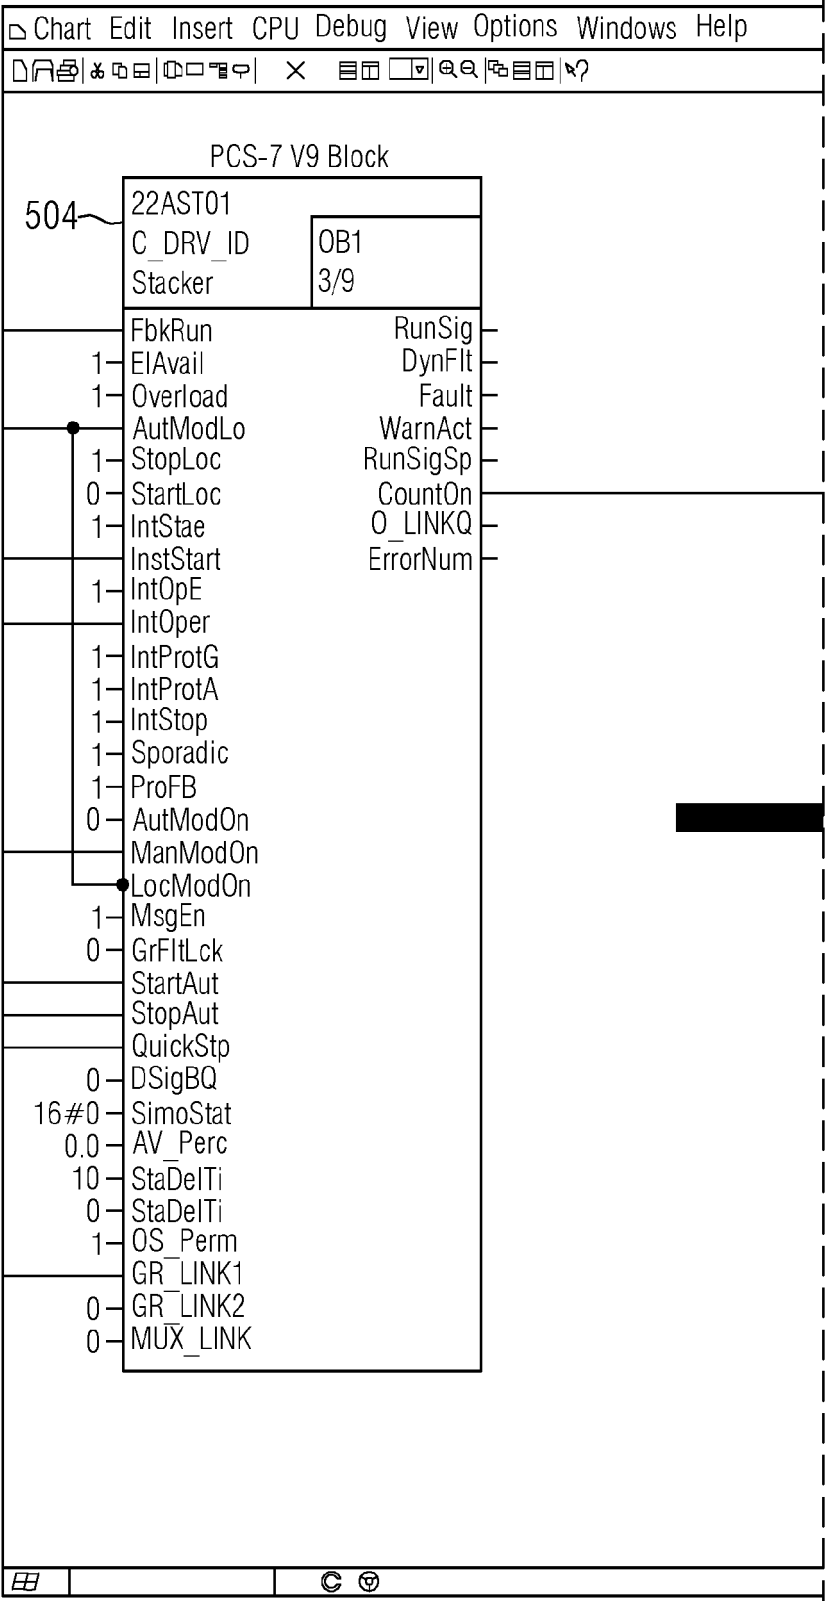 Chart Edit Insert CPU Debug View Options Windows Help
PCS-7 V9 Block
504
22AST01
C_DRV_ID OB1
Stacker 3/9
FbkRun RunSig
1 ElAvail DynFlt
1 Overload Fault
AutModLo WarnAct
1 StopLoc RunSigSp
0 StartLoc CountOn
1 IntStae O_LINKQ
InstStart ErrorNum
1 IntOpE
IntOper
1 IntProtG
1 IntProtA
1 IntStop
1 Sporadic
1 ProFB
0 AutModOn
ManModOn
LocModOn
1 MsgEn
0 GrFltLck
StartAut
StopAut
QuickStp
0 DSigBQ
16#0 SimoStat
0.0 AV_Perc
10 StaDelTi
0 StaDelTi
1 OS_Perm
GR_LINK1
0 GR_LINK2
0 MUX_LINK